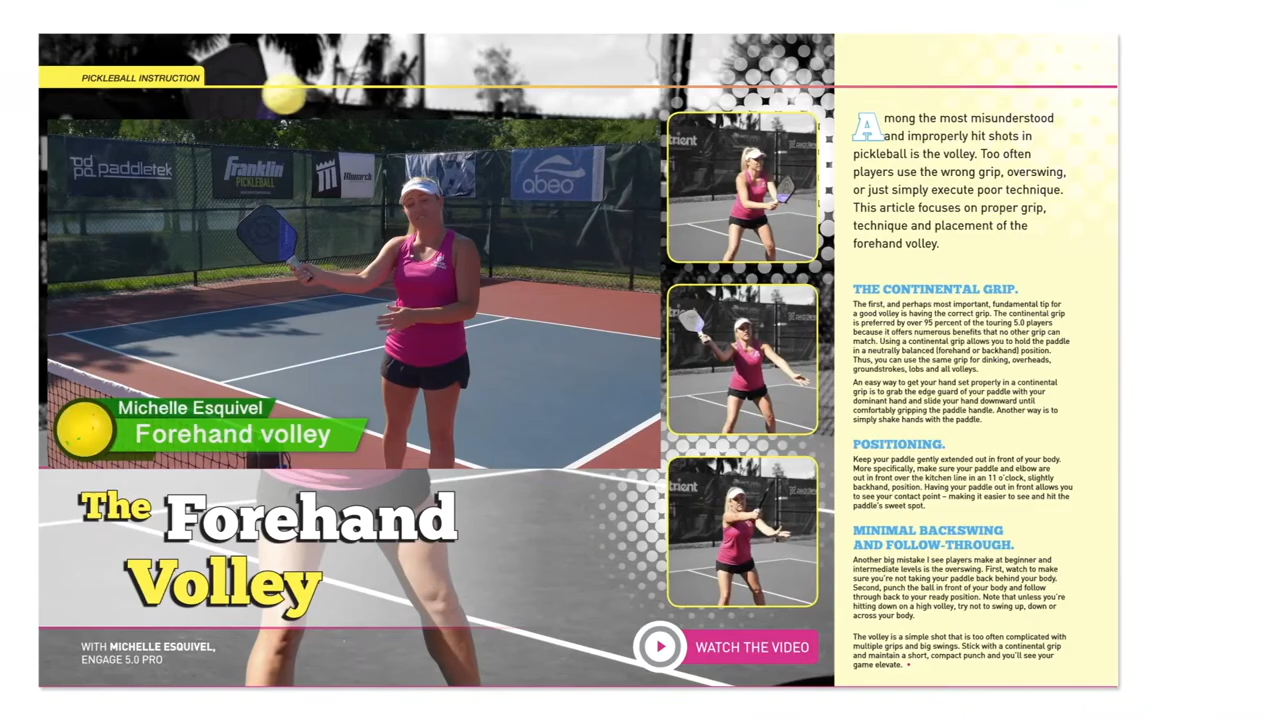 PICKLEBALL INSTRUCTION
paddletek
Franklin
PICKLEBALL
Monarch
abeo
Michelle Esquivel
Forehand volley
The Forehand
Volley
WITH MICHELLE ESQUIVEL,
ENGAGE 5.0 PRO
trient
trient
trient
WATCH THE VIDEO
Among the most misunderstood
and improperly hit shots in
pickleball is the volley. Too often
players use the wrong grip, overswing,
or just simply execute poor technique.
This article focuses on proper grip,
technique and placement of the
forehand volley.
THE CONTINENTAL GRIP.
The first, and perhaps most important, fundamental tip for
a good volley is having the correct grip. The continental grip
is preferred by over 95 percent of the touring 5.0 players
because it offers numerous benefits that no other grip can
match. Using a continental grip allows you to hold the paddle
in a neutrally balanced (forehand or backhand) position.
Thus, you can use the same grip for dinking, overheads,
groundstrokes, lobs and all volleys.
An easy way to get your hand set properly in a continental
grip is to grab the edge guard of your paddle with your
dominant hand and slide your hand downward until
comfortably gripping the paddle handle. Another way is to
simply shake hands with the paddle.
POSITIONING.
Keep your paddle gently extended out in front of your body.
More specifically, make sure your paddle and elbow are
out in front over the kitchen line in an 11 o'clock, slightly
backhand, position. Having your paddle out in front allows you
to see your contact point – making it easier to see and hit the
paddle's sweet spot.
MINIMAL BACKSWING
AND FOLLOW-THROUGH.
Another big mistake I see players make at beginner and
intermediate levels is the overswing. First, watch to make
sure you're not taking your paddle back behind your body.
Second, punch the ball in front of your body and follow
through back to your ready position. Note that unless you're
hitting down on a high volley, try not to swing up, down or
across your body.
The volley is a simple shot that is too often complicated with
multiple grips and big swings. Stick with a continental grip
and maintain a short, compact punch and you'll see your
game elevate. •